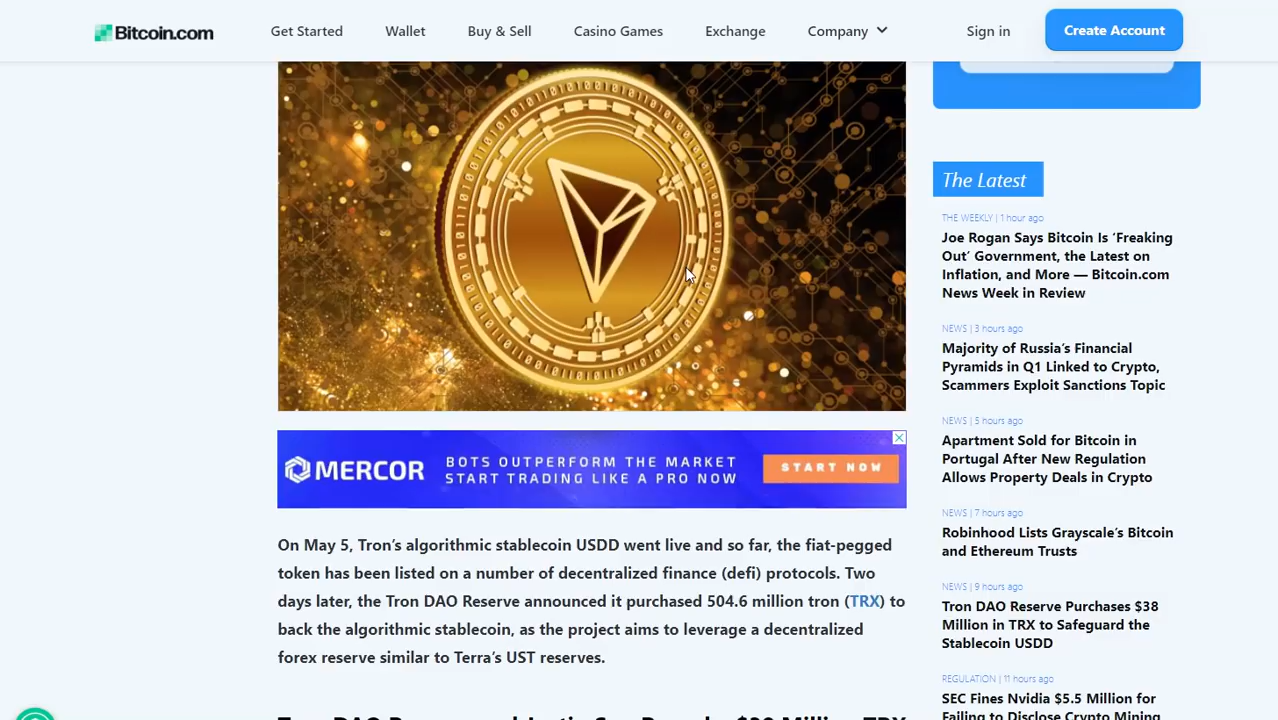 Bitcoin.com
Get Started
Wallet
Buy & Sell
Casino Games
Exchange
Company
Sign in
Create Account
MERCOR
BOTS OUTPERFORM THE MARKET
START TRADING LIKE A PRO NOW
START NOW
On May 5, Tron’s algorithmic stablecoin USDD went live and so far, the fiat-pegged
token has been listed on a number of decentralized finance (defi) protocols. Two
days later, the Tron DAO Reserve announced it purchased 504.6 million tron (TRX) to
back the algorithmic stablecoin, as the project aims to leverage a decentralized
forex reserve similar to Terra’s UST reserves.
The Latest
THE WEEKLY | 1 hour ago
Joe Rogan Says Bitcoin Is ‘Freaking
Out’ Government, the Latest on
Inflation, and More — Bitcoin.com
News Week in Review
NEWS | 3 hours ago
Majority of Russia’s Financial
Pyramids in Q1 Linked to Crypto,
Scammers Exploit Sanctions Topic
NEWS | 5 hours ago
Apartment Sold for Bitcoin in
Portugal After New Regulation
Allows Property Deals in Crypto
NEWS | 7 hours ago
Robinhood Lists Grayscale’s Bitcoin
and Ethereum Trusts
NEWS | 9 hours ago
Tron DAO Reserve Purchases $38
Million in TRX to Safeguard the
Stablecoin USDD
REGULATION | 11 hours ago
SEC Fines Nvidia $5.5 Million for
Failing to Disclose Crypto Mining